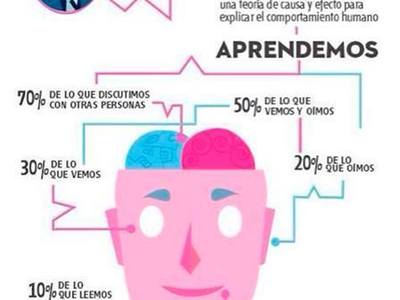 una teoría de causa y efecto para
explicar el comportamiento humano
APRENDEMOS
70% DE LO QUE DISCUTIMOS
CON OTRAS PERSONAS
50% DE LO QUE
VEMOS Y OÍMOS
30% DE LO
QUE VEMOS
20% DE LO
QUE OÍMOS
10% DE LO
QUE LEEMOS